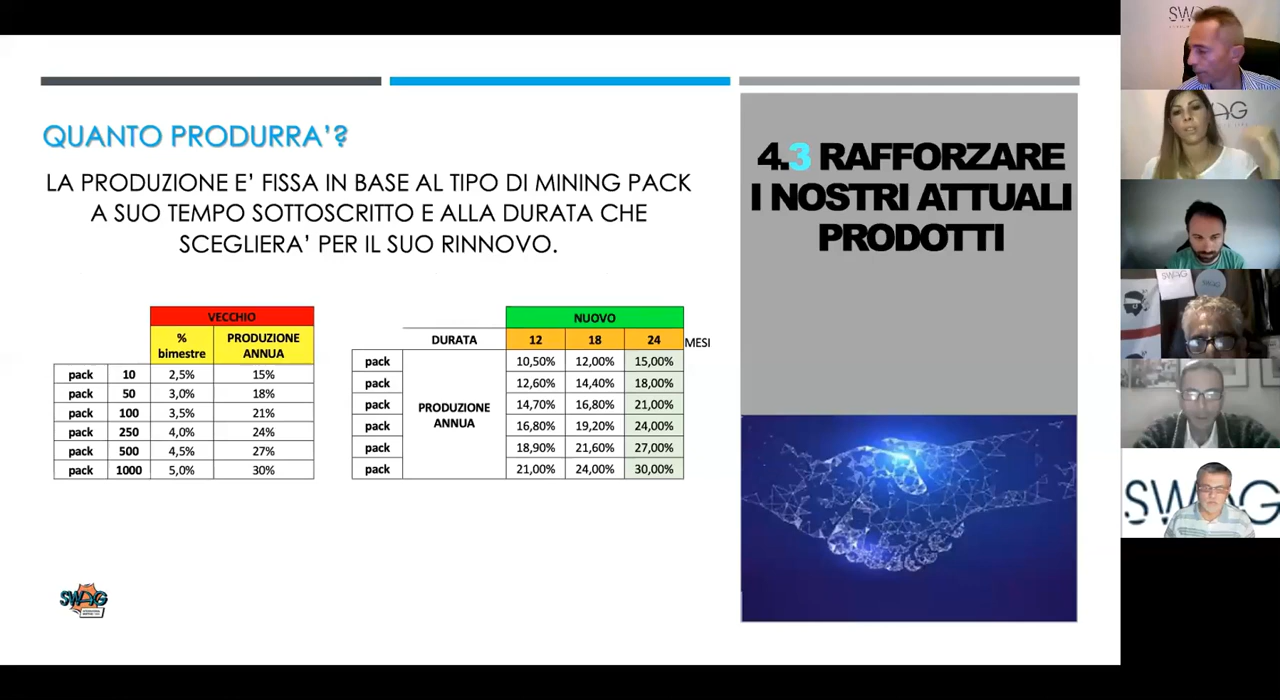 QUANTO PRODURRA'?
LA PRODUZIONE E' FISSA IN BASE AL TIPO DI MINING PACK
A SUO TEMPO SOTTOSCRITTO E ALLA DURATA CHE
SCEGLIERA' PER IL SUO RINNOVO.
4.3 RAFFORZARE
I NOSTRI ATTUALI
PRODOTTI
VECCHIO
% bimestre PRODUZIONE ANNUA
pack 10 2,5% 15%
pack 50 3,0% 18%
pack 100 3,5% 21%
pack 250 4,0% 24%
pack 500 4,5% 27%
pack 1000 5,0% 30%
NUOVO
DURATA 12 18 24 MESI
PRODUZIONE ANNUA
pack 10,50% 12,00% 15,00%
pack 12,60% 14,40% 18,00%
pack 14,70% 16,80% 21,00%
pack 16,80% 19,20% 24,00%
pack 18,90% 21,60% 27,00%
pack 21,00% 24,00% 30,00%
SWAG
SWAG
SWAG
SWAG